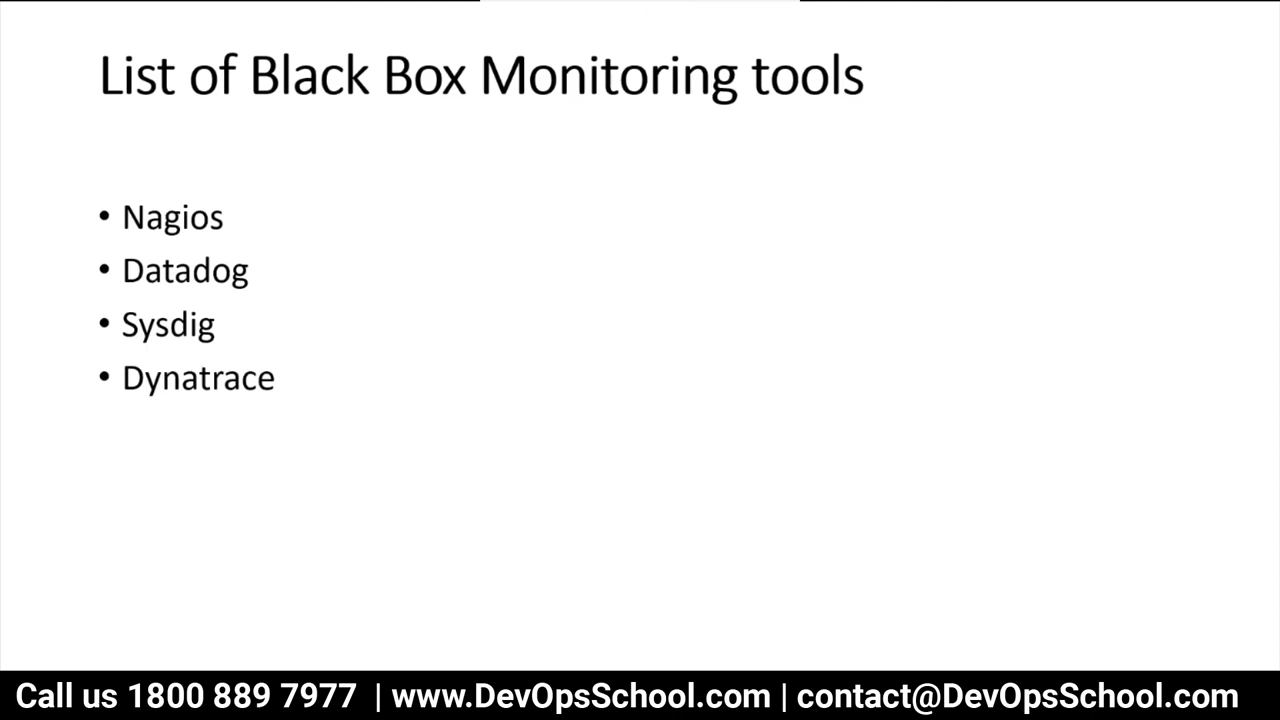 List of Black Box Monitoring tools
• Nagios
• Datadog
• Sysdig
• Dynatrace
Call us 1800 889 7977 | www.DevOpsSchool.com | contact@DevOpsSchool.com